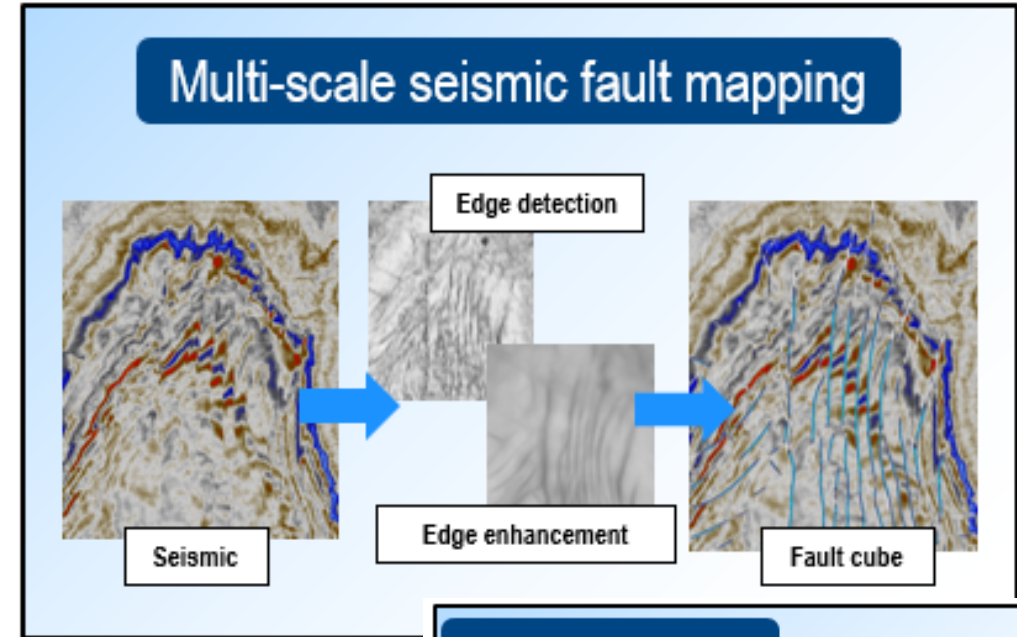 Multi-scale seismic fault mapping
Edge detection
Edge enhancement
Seismic
Fault cube